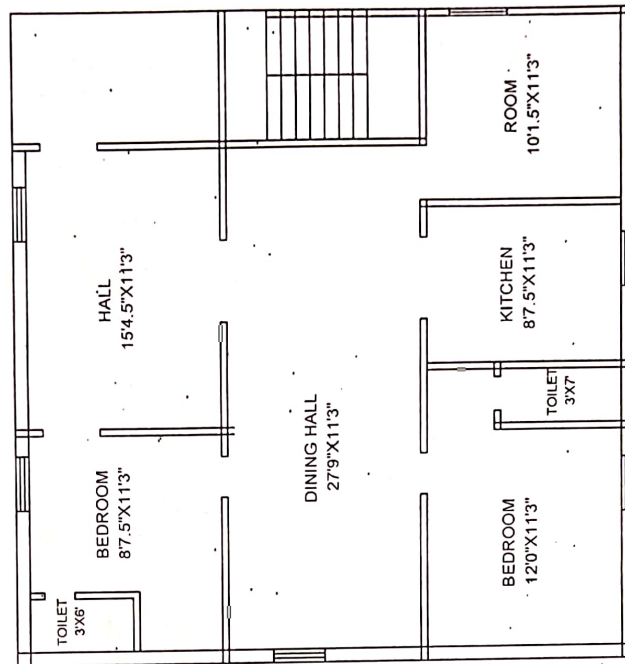 HALL
15'4.5"X11'3"
BEDROOM
8'7.5"X11'3"
TOILET
3'X6'
DINING HALL
27'9"X11'3"
ROOM
10'1.5"X11'3"
KITCHEN
8'7.5"X11'3"
TOILET
3'X7'
BEDROOM
12'0"X11'3"